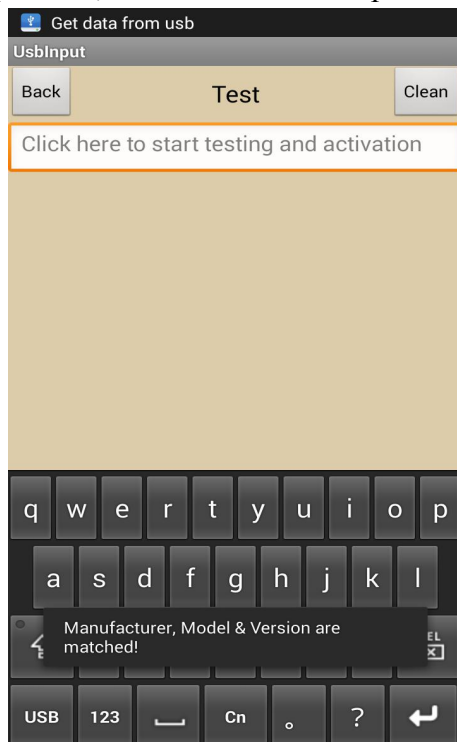 Get data from usb
UsbInput
Back Test Clean
Click here to start testing and activation
q w e r t y u i o p
a s d f g h j k l
Manufacturer, Model & Version are
matched!
USB 123 Cn 。 ?